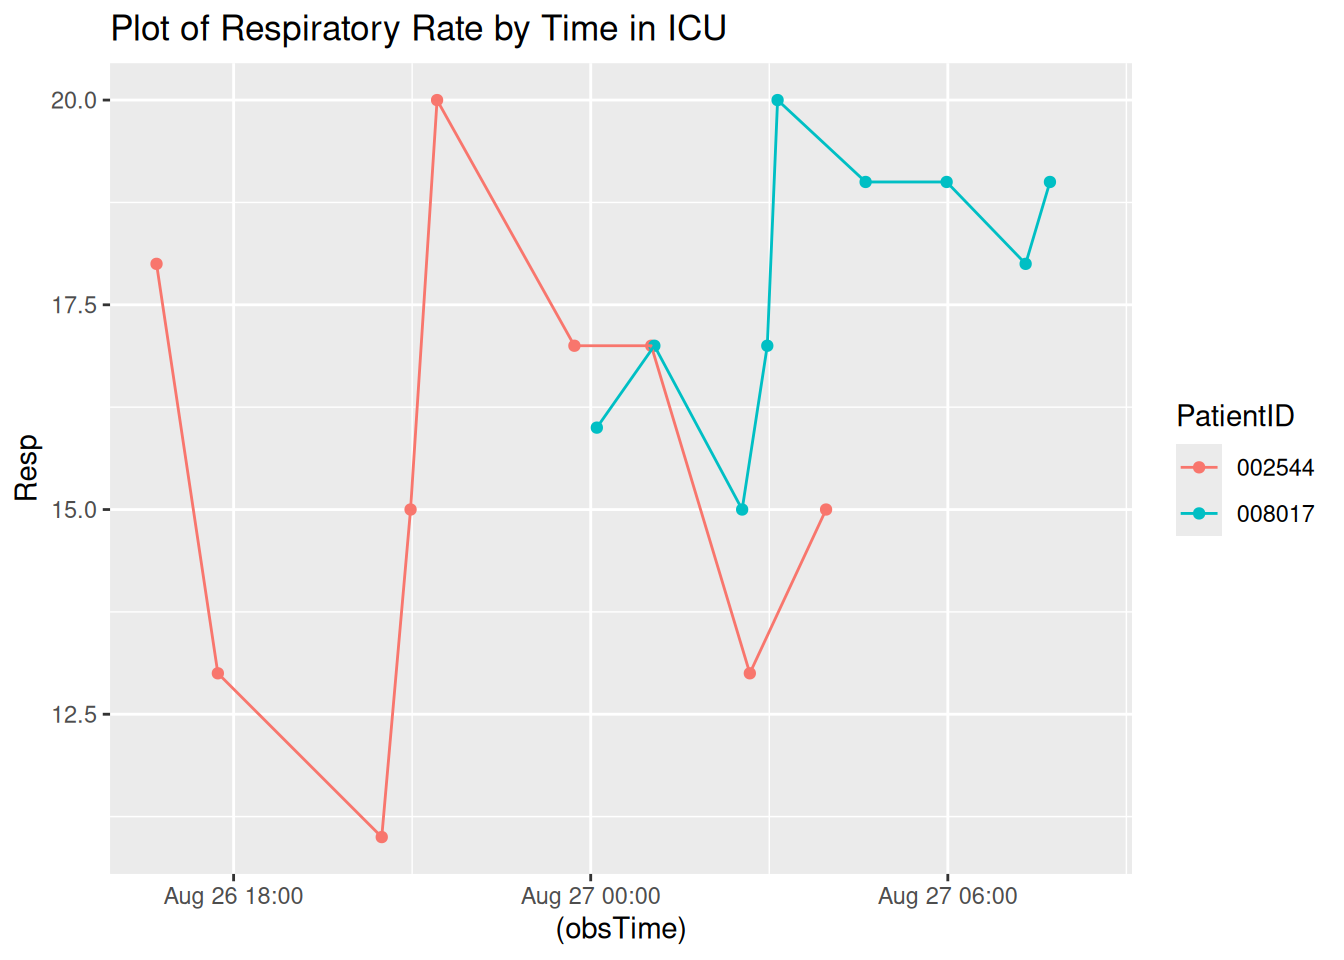 Plot of Respiratory Rate by Time in ICU
20.0
17.5
15.0
12.5
Resp
Aug 26 18:00
Aug 27 00:00
Aug 27 06:00
(obsTime)
PatientID
002544
008017